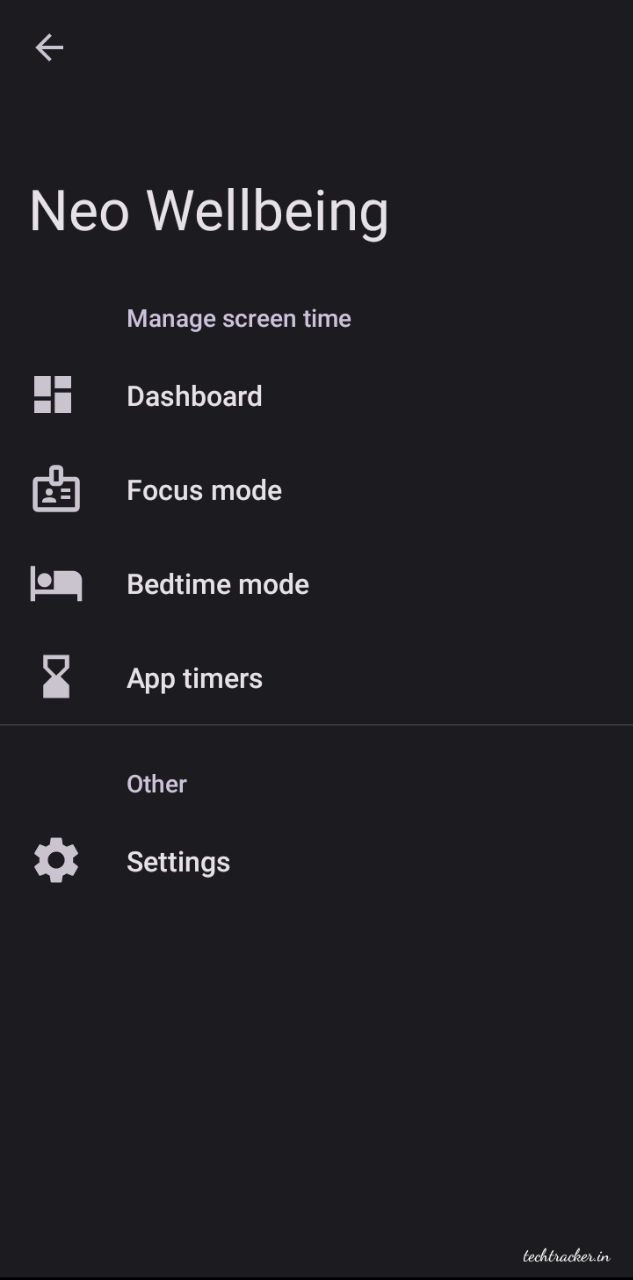 Neo Wellbeing
Manage screen time
Dashboard
Focus mode
Bedtime mode
App timers
Other
Settings
techtracker.in